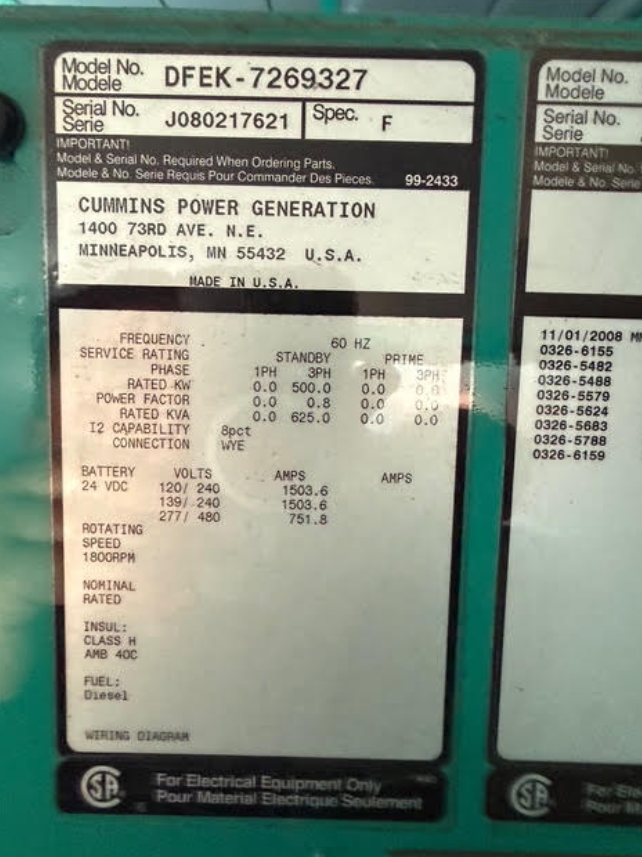 Model No.
Modele
DFEK-7269327
Serial No.
Serie
J080217621
Spec.
F
IMPORTANT!
Model & Serial No. Required When Ordering Parts.
Modele & No. Serie Requis Pour Commander Des Pieces.
99-2433
CUMMINS POWER GENERATION
1400 73RD AVE. N.E.
MINNEAPOLIS, MN 55432 U.S.A.
MADE IN U.S.A.
FREQUENCY 60 HZ
SERVICE RATING STANDBY PRIME
PHASE 1PH 3PH 1PH 3PH
RATED KW 0.0 500.0 0.0 0.0
POWER FACTOR 0.0 0.8 0.0 0.0
RATED KVA 0.0 625.0 0.0 0.0
I2 CAPABILITY 8pct
CONNECTION WYE
BATTERY VOLTS AMPS AMPS
24 VDC 120/ 240 1503.6
139/ 240 1503.6
277/ 480 751.8
ROTATING
SPEED
1800RPM
NOMINAL
RATED
INSUL:
CLASS H
AMB 40C
FUEL:
Diesel
WIRING DIAGRAM
SA
For Electrical Equipment Only
Pour Material Electrique Seulement
Model No.
Modele
Serial No.
Serie
IMPORTANT!
Model & Serial No.
Modele & No. Serie
11/01/2008
0326-6155
0326-5482
0326-5488
0326-5579
0326-5624
0326-5683
0326-5788
0326-6159
SA